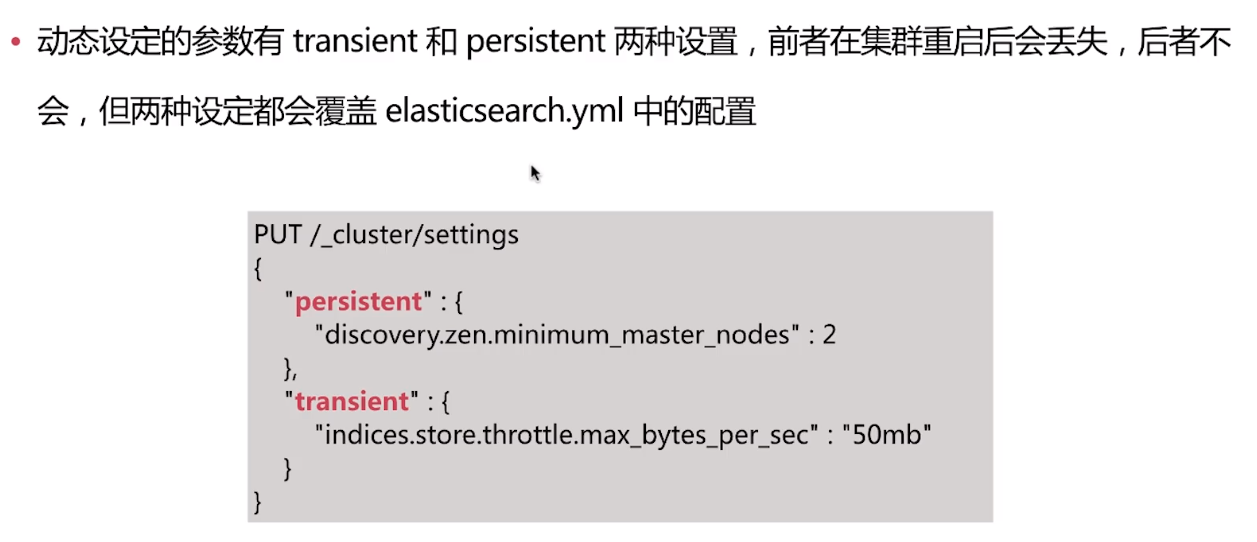 • 动态设定的参数有 transient 和 persistent 两种设置，前者在集群重启后会丢失，后者不
会，但两种设定都会覆盖 elasticsearch.yml 中的配置
PUT /_cluster/settings
{
"persistent" : {
"discovery.zen.minimum_master_nodes" : 2
},
"transient" : {
"indices.store.throttle.max_bytes_per_sec" : "50mb"
}
}